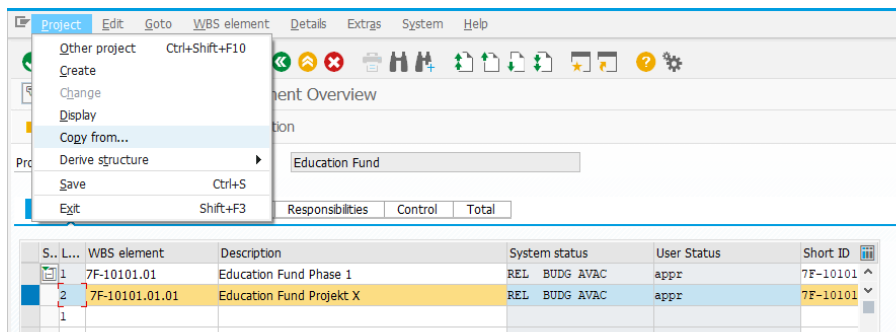 Project Edit Goto WBS element Details Extras System Help
Other project Ctrl+Shift+F10
Create
Change
Display
Copy from...
Derive structure
Save Ctrl+S
Exit Shift+F3
ment Overview
tion
Pro
Education Fund
Responsibilities Control Total
S.. L... WBS element Description System status User Status Short ID
1 7F-10101.01 Education Fund Phase 1 REL BUDG AVAC appr 7F-10101
2 7F-10101.01.01 Education Fund Projekt X REL BUDG AVAC appr 7F-10101
1